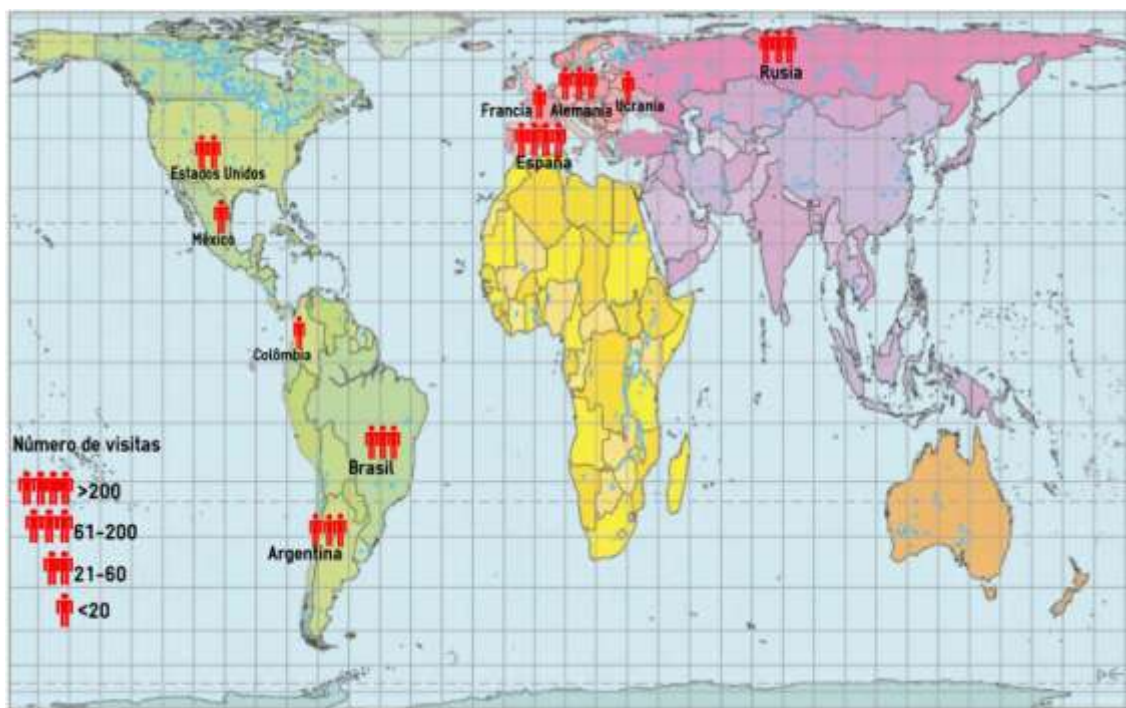 Rusia
Francia
Alemania
Ucrania
España
Estados Unidos
México
Colômbia
Brasil
Argentina
Número de visitas
>200
61-200
21-60
<20